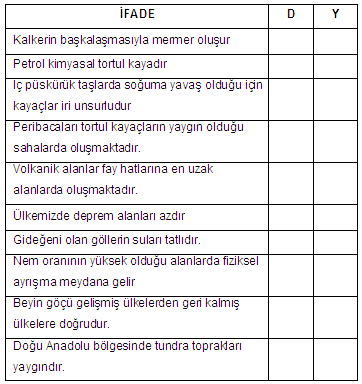 İFADE D Y
Kalkerin başkalaşmasıyla mermer oluşur
Petrol kimyasal tortul kayadır
Iç püskürük taşlarda soğuma yavaş olduğu için
kayaçlar iri unsurludur
Peribacaları tortul kayaçların yaygın olduğu
sahalarda oluşmaktadır.
Volkanik alanlar fay hatlarına en uzak
alanlarda oluşmaktadır.
Ülkemizde deprem alanları azdır
Gideğeni olan göllerin suları tatlıdır.
Nem oranının yüksek olduğu alanlarda fiziksel
ayrışma meydana gelir
Beyin göçü gelişmiş ülkelerden geri kalmış
ülkelere doğrudur.
Doğu Anadolu bölgesinde tundra toprakları
yaygındır.